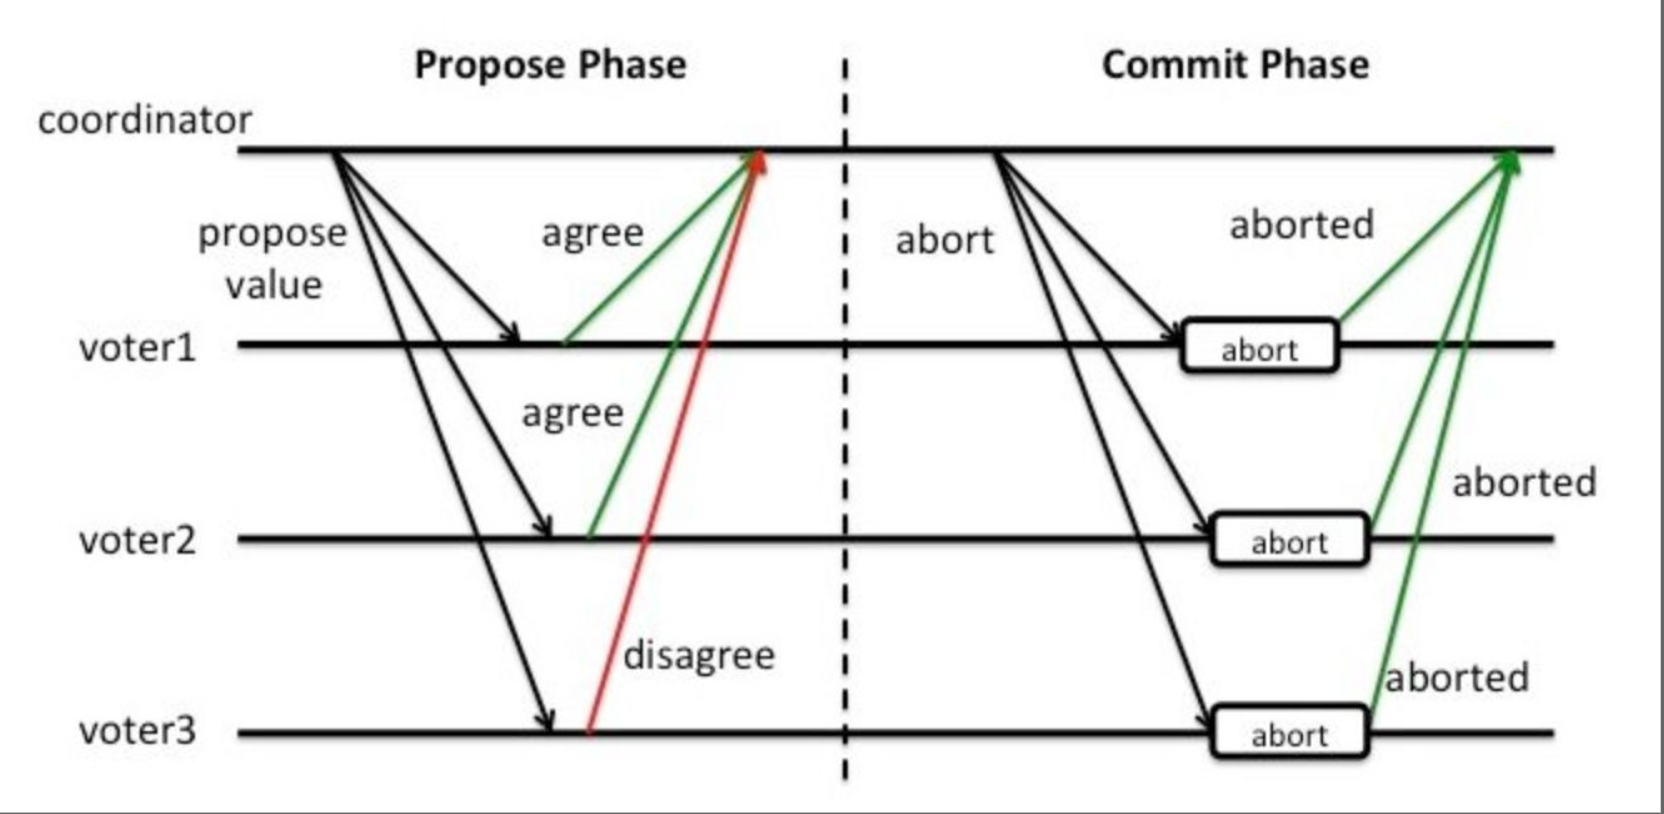 Propose Phase
Commit Phase
coordinator
propose
value
agree
abort
aborted
voter1
abort
agree
aborted
voter2
abort
disagree
aborted
voter3
abort